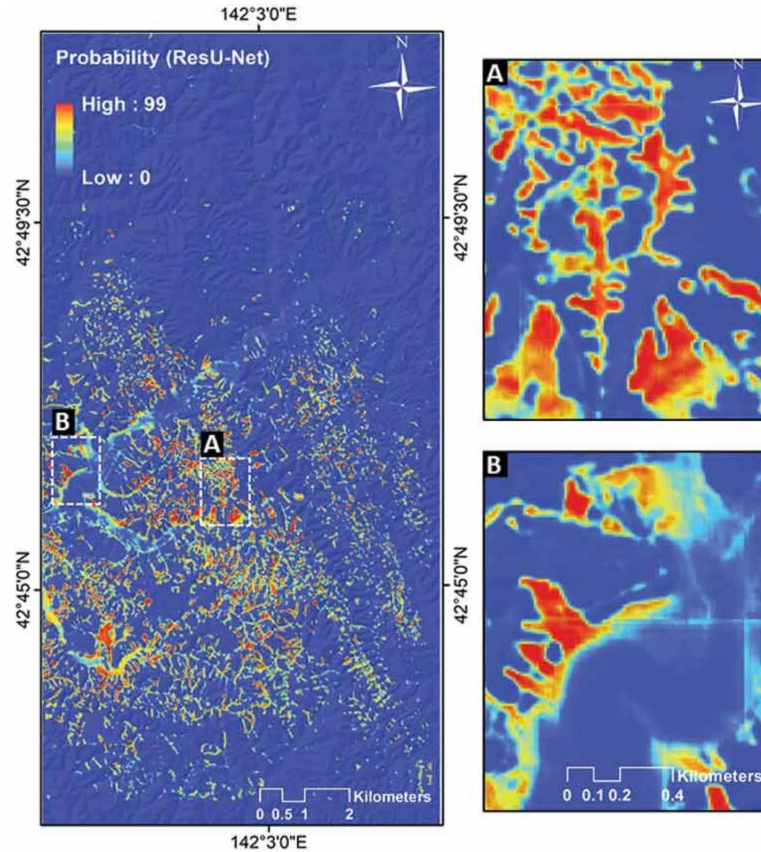 142°3'0"E
Probability (ResU-Net)
High : 99
Low : 0
N
42°49'30"N
42°45'0"N
B
A
0 0.5 1 2
Kilometers
142°3'0"E
42°49'30"N
42°45'0"N
A
N
B
Kilometers
0 0.1 0.2 0.4